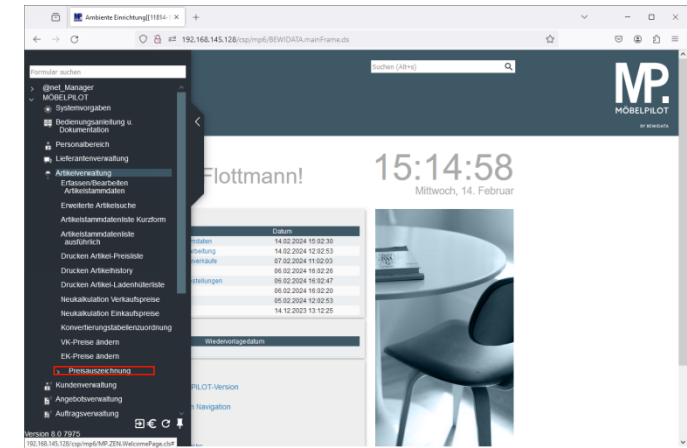 Ambiente Einrichtung[[11814-
192.168.145.128/csp/mp6/BEWIDATA.mainFrame.cls
Formular suchen
Suchen (Alt+s)
MP.
MÖBELPILOT
BY BEWIDATA
@net_Manager
MÖBELPILOT
Systemvorgaben
Bedienungsanleitung u.
Dokumentation
Personalbereich
Lieferantenverwaltung
Artikelverwaltung
Erfassen/Bearbeiten
Artikelstammdaten
Erweiterte Artikelsuche
Artikelstammdatenliste Kurzform
Artikelstammdatenliste
ausführlich
Drucken Artikel-Preisliste
Drucken Artikelhistory
Drucken Artikel-Ladenhüterliste
Neukalkulation Verkaufspreise
Neukalkulation Einkaufspreise
Konvertierungstabellenzuordnung
VK-Preise ändern
EK-Preise ändern
Preisauszeichnung
Kundenverwaltung
Angebotsverwaltung
Auftragsverwaltung
Version 8.0 7975
192.168.145.128/csp/mp6/MP.ZEN.WelcomePage.cls#
Flottmann!
15:14:58
Mittwoch, 14. Februar
Datum
mdaten 14.02.2024 15:02:30
arbeitung 14.02.2024 12:02:53
verkäufe 07.02.2024 11:02:03
06.02.2024 16:02:26
stellungen 06.02.2024 16:02:47
06.02.2024 16:02:20
05.02.2024 12:02:53
14.12.2023 13:12:25
Wiedervorlagedatum
PILOT-Version
n Navigation